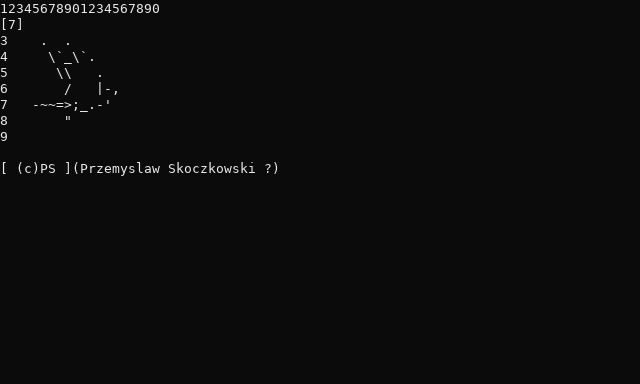 12345678901234567890
[7]
3    .  .
4     \`_\`.
5      \\   .
6       /   |-,
7   -~~=>;_.-'
8       "
9

[ (c)PS ](Przemyslaw Skoczkowski ?)